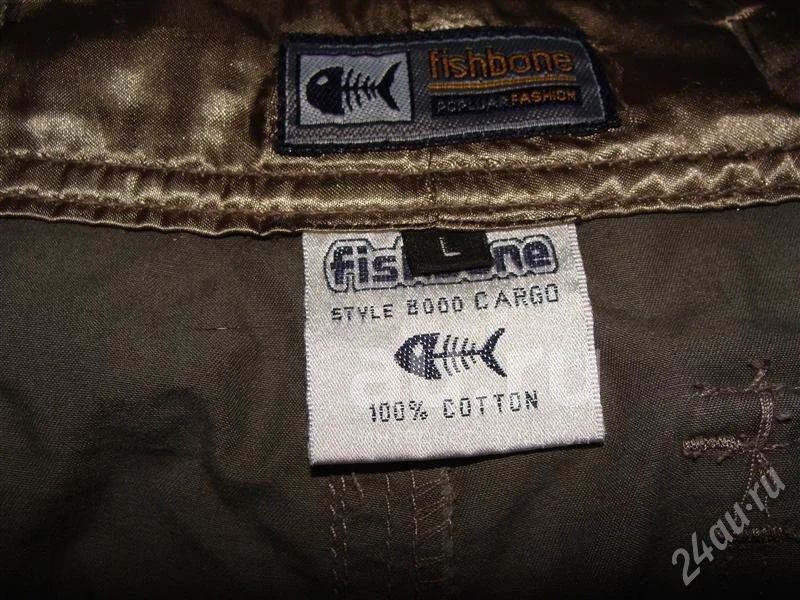 fishbone
POPULAR FASHION
L
fishbone
STYLE 8000 CARGO
100% COTTON
24au.ru